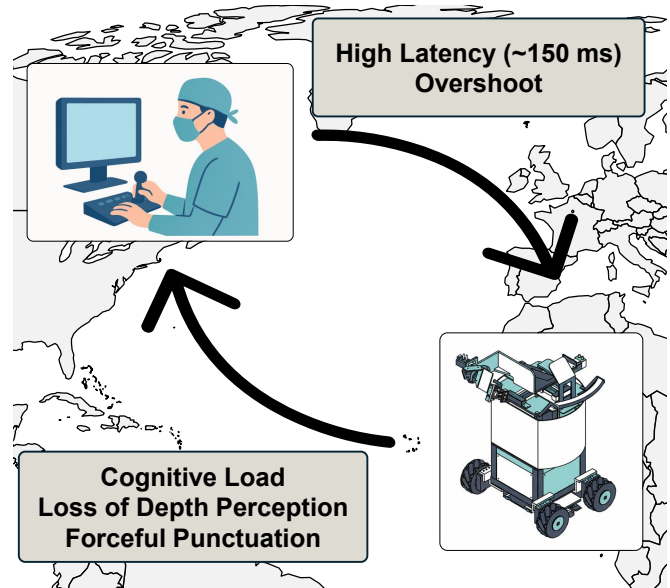 High Latency (~150 ms)
Overshoot
Cognitive Load
Loss of Depth Perception
Forceful Punctuation